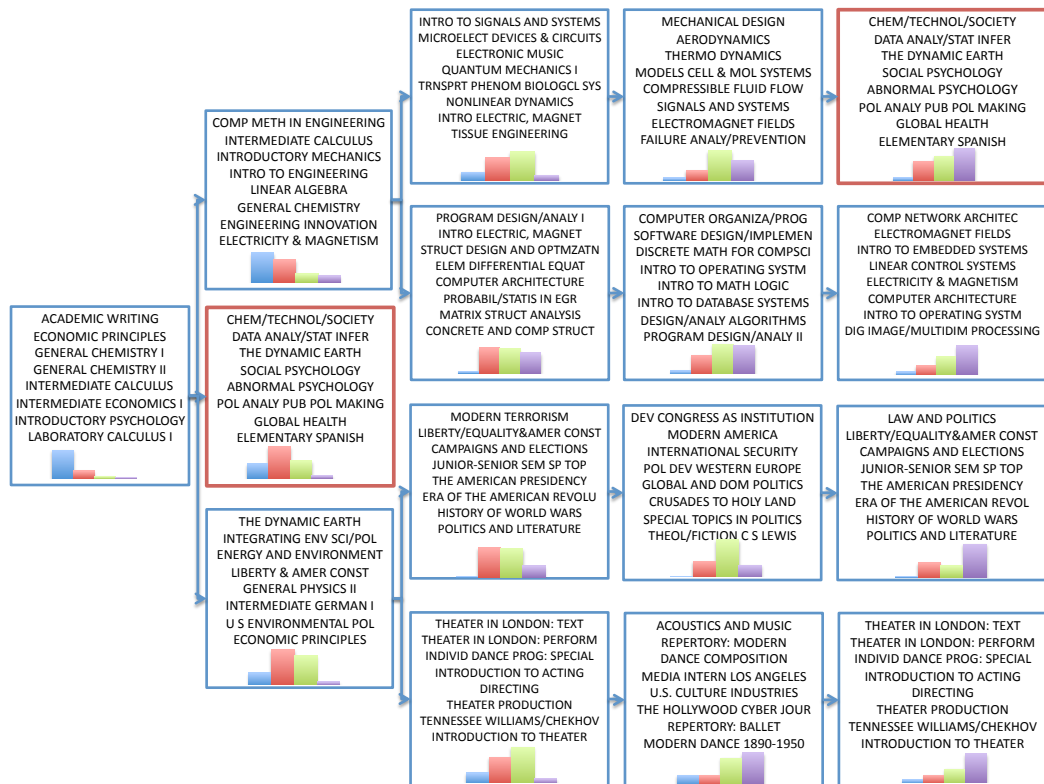 ACADEMIC WRITING
ECONOMIC PRINCIPLES
GENERAL CHEMISTRY I
GENERAL CHEMISTRY II
INTERMEDIATE CALCULUS
INTERMEDIATE ECONOMICS I
INTRODUCTORY PSYCHOLOGY
LABORATORY CALCULUS I
COMP METH IN ENGINEERING
INTERMEDIATE CALCULUS
INTRODUCTORY MECHANICS
INTRO TO ENGINEERING
LINEAR ALGEBRA
GENERAL CHEMISTRY
ENGINEERING INNOVATION
ELECTRICITY & MAGNETISM
CHEM/TECHNOL/SOCIETY
DATA ANALY/STAT INFER
THE DYNAMIC EARTH
SOCIAL PSYCHOLOGY
ABNORMAL PSYCHOLOGY
POL ANALY PUB POL MAKING
GLOBAL HEALTH
ELEMENTARY SPANISH
THE DYNAMIC EARTH
INTEGRATING ENV SCI/POL
ENERGY AND ENVIRONMENT
LIBERTY & AMER CONST
GENERAL PHYSICS II
INTERMEDIATE GERMAN I
U S ENVIRONMENTAL POL
ECONOMIC PRINCIPLES
INTRO TO SIGNALS AND SYSTEMS
MICROELECT DEVICES & CIRCUITS
ELECTRONIC MUSIC
QUANTUM MECHANICS I
TRNSPRT PHENOM BIOLOGCL SYS
NONLINEAR DYNAMICS
INTRO ELECTRIC, MAGNET
TISSUE ENGINEERING
MECHANICAL DESIGN
AERODYNAMICS
THERMO DYNAMICS
MODELS CELL & MOL SYSTEMS
COMPRESSIBLE FLUID FLOW
SIGNALS AND SYSTEMS
ELECTROMAGNET FIELDS
FAILURE ANALY/PREVENTION
CHEM/TECHNOL/SOCIETY
DATA ANALY/STAT INFER
THE DYNAMIC EARTH
SOCIAL PSYCHOLOGY
ABNORMAL PSYCHOLOGY
POL ANALY PUB POL MAKING
GLOBAL HEALTH
ELEMENTARY SPANISH
PROGRAM DESIGN/ANALY I
INTRO ELECTRIC, MAGNET
STRUCT DESIGN AND OPTMZATN
ELEM DIFFERENTIAL EQUAT
COMPUTER ARCHITECTURE
PROBABIL/STATIS IN EGR
MATRIX STRUCT ANALYSIS
CONCRETE AND COMP STRUCT
COMPUTER ORGANIZA/PROG
SOFTWARE DESIGN/IMPLEMEN
DISCRETE MATH FOR COMPSCI
INTRO TO OPERATING SYSTM
INTRO TO MATH LOGIC
INTRO TO DATABASE SYSTEMS
DESIGN/ANALY ALGORITHMS
PROGRAM DESIGN/ANALY II
COMP NETWORK ARCHITEC
ELECTROMAGNET FIELDS
INTRO TO EMBEDDED SYSTEMS
LINEAR CONTROL SYSTEMS
ELECTRICITY & MAGNETISM
COMPUTER ARCHITECTURE
INTRO TO OPERATING SYSTM
DIG IMAGE/MULTIDIM PROCESSING
MODERN TERRORISM
LIBERTY/EQUALITY&AMER CONST
CAMPAIGNS AND ELECTIONS
JUNIOR-SENIOR SEM SP TOP
THE AMERICAN PRESIDENCY
ERA OF THE AMERICAN REVOLU
HISTORY OF WORLD WARS
POLITICS AND LITERATURE
DEV CONGRESS AS INSTITUTION
MODERN AMERICA
INTERNATIONAL SECURITY
POL DEV WESTERN EUROPE
GLOBAL AND DOM POLITICS
CRUSADES TO HOLY LAND
SPECIAL TOPICS IN POLITICS
THEOL/FICTION C S LEWIS
LAW AND POLITICS
LIBERTY/EQUALITY&AMER CONST
CAMPAIGNS AND ELECTIONS
JUNIOR-SENIOR SEM SP TOP
THE AMERICAN PRESIDENCY
ERA OF THE AMERICAN REVOL
HISTORY OF WORLD WARS
POLITICS AND LITERATURE
THEATER IN LONDON: TEXT
THEATER IN LONDON: PERFORM
INDIVID DANCE PROG: SPECIAL
INTRODUCTION TO ACTING
DIRECTING
THEATER PRODUCTION
TENNESSEE WILLIAMS/CHEKHOV
INTRODUCTION TO THEATER
ACOUSTICS AND MUSIC
REPERTORY: MODERN
DANCE COMPOSITION
MEDIA INTERN LOS ANGELES
U.S. CULTURE INDUSTRIES
THE HOLLYWOOD CYBER JOUR
REPERTORY: BALLET
MODERN DANCE 1890-1950
THEATER IN LONDON: TEXT
THEATER IN LONDON: PERFORM
INDIVID DANCE PROG: SPECIAL
INTRODUCTION TO ACTING
DIRECTING
THEATER PRODUCTION
TENNESSEE WILLIAMS/CHEKHOV
INTRODUCTION TO THEATER